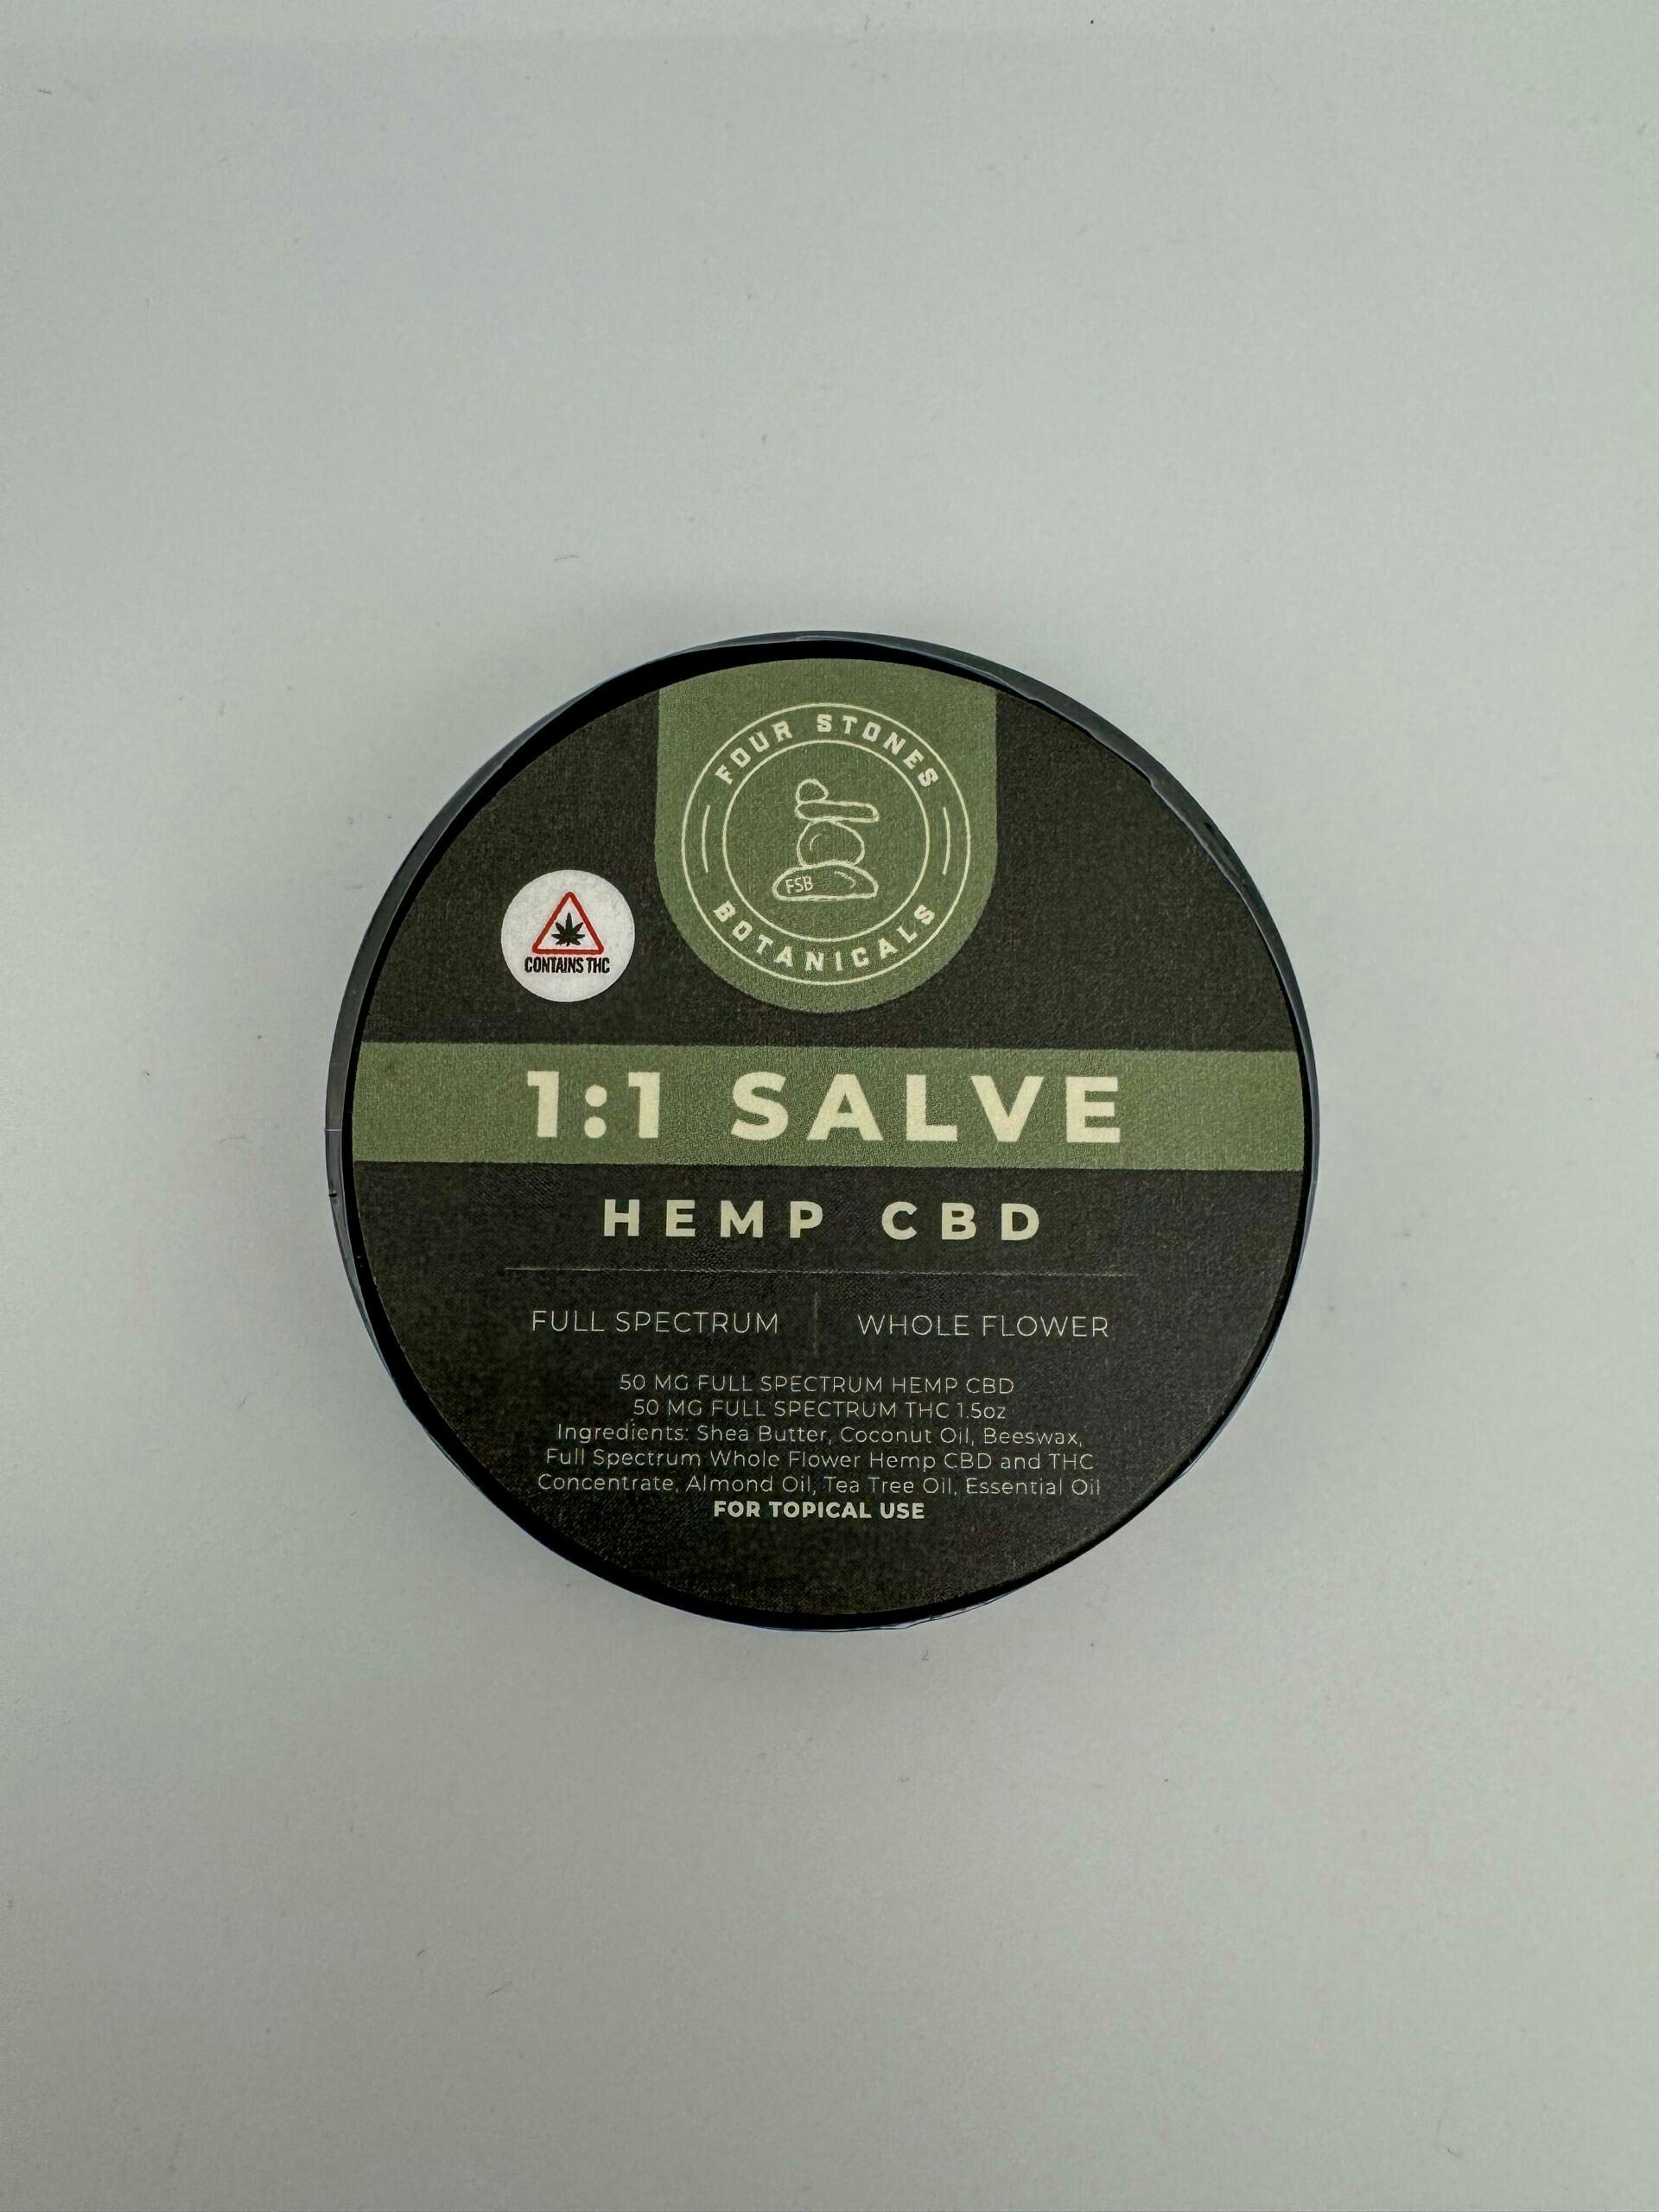 FOUR STONES
FSB
BOTANICALS
CONTAINS THC
1:1 SALVE
HEMP CBD
FULL SPECTRUM
WHOLE FLOWER
50 MG FULL SPECTRUM HEMP CBD
50 MG FULL SPECTRUM THC 1.5oz
Ingredients: Shea Butter, Coconut Oil, Beeswax,
Full Spectrum Whole Flower Hemp CBD and THC
Concentrate, Almond Oil, Tea Tree Oil, Essential Oil
FOR TOPICAL USE